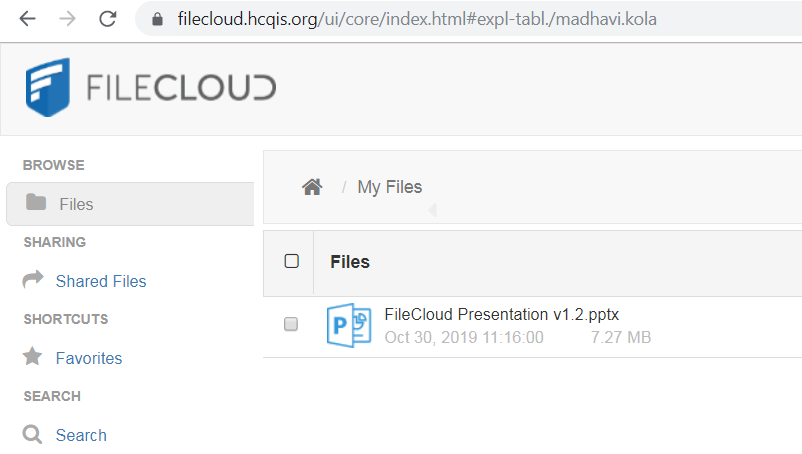 filecloud.hcqis.org/ui/core/index.html#expl-tabl./madhavi.kola
FILECLOUD
BROWSE
Files
SHARING
Shared Files
SHORTCUTS
Favorites
SEARCH
Search
/ My Files
Files
P
FileCloud Presentation v1.2.pptx
Oct 30, 2019 11:16:00 7.27 MB